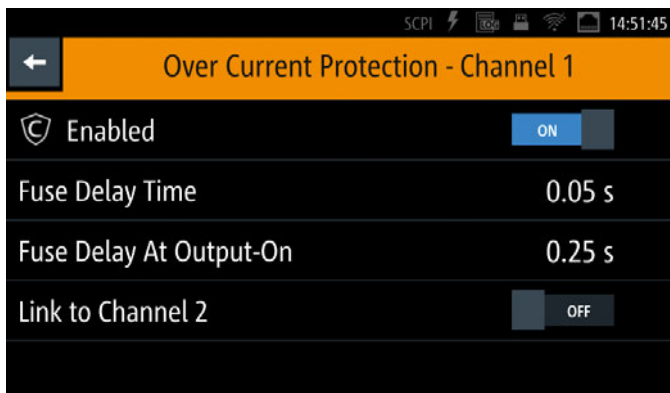 SCPI LOG 14:51:45
Over Current Protection - Channel 1
C Enabled ON
Fuse Delay Time 0.05 s
Fuse Delay At Output-On 0.25 s
Link to Channel 2 OFF